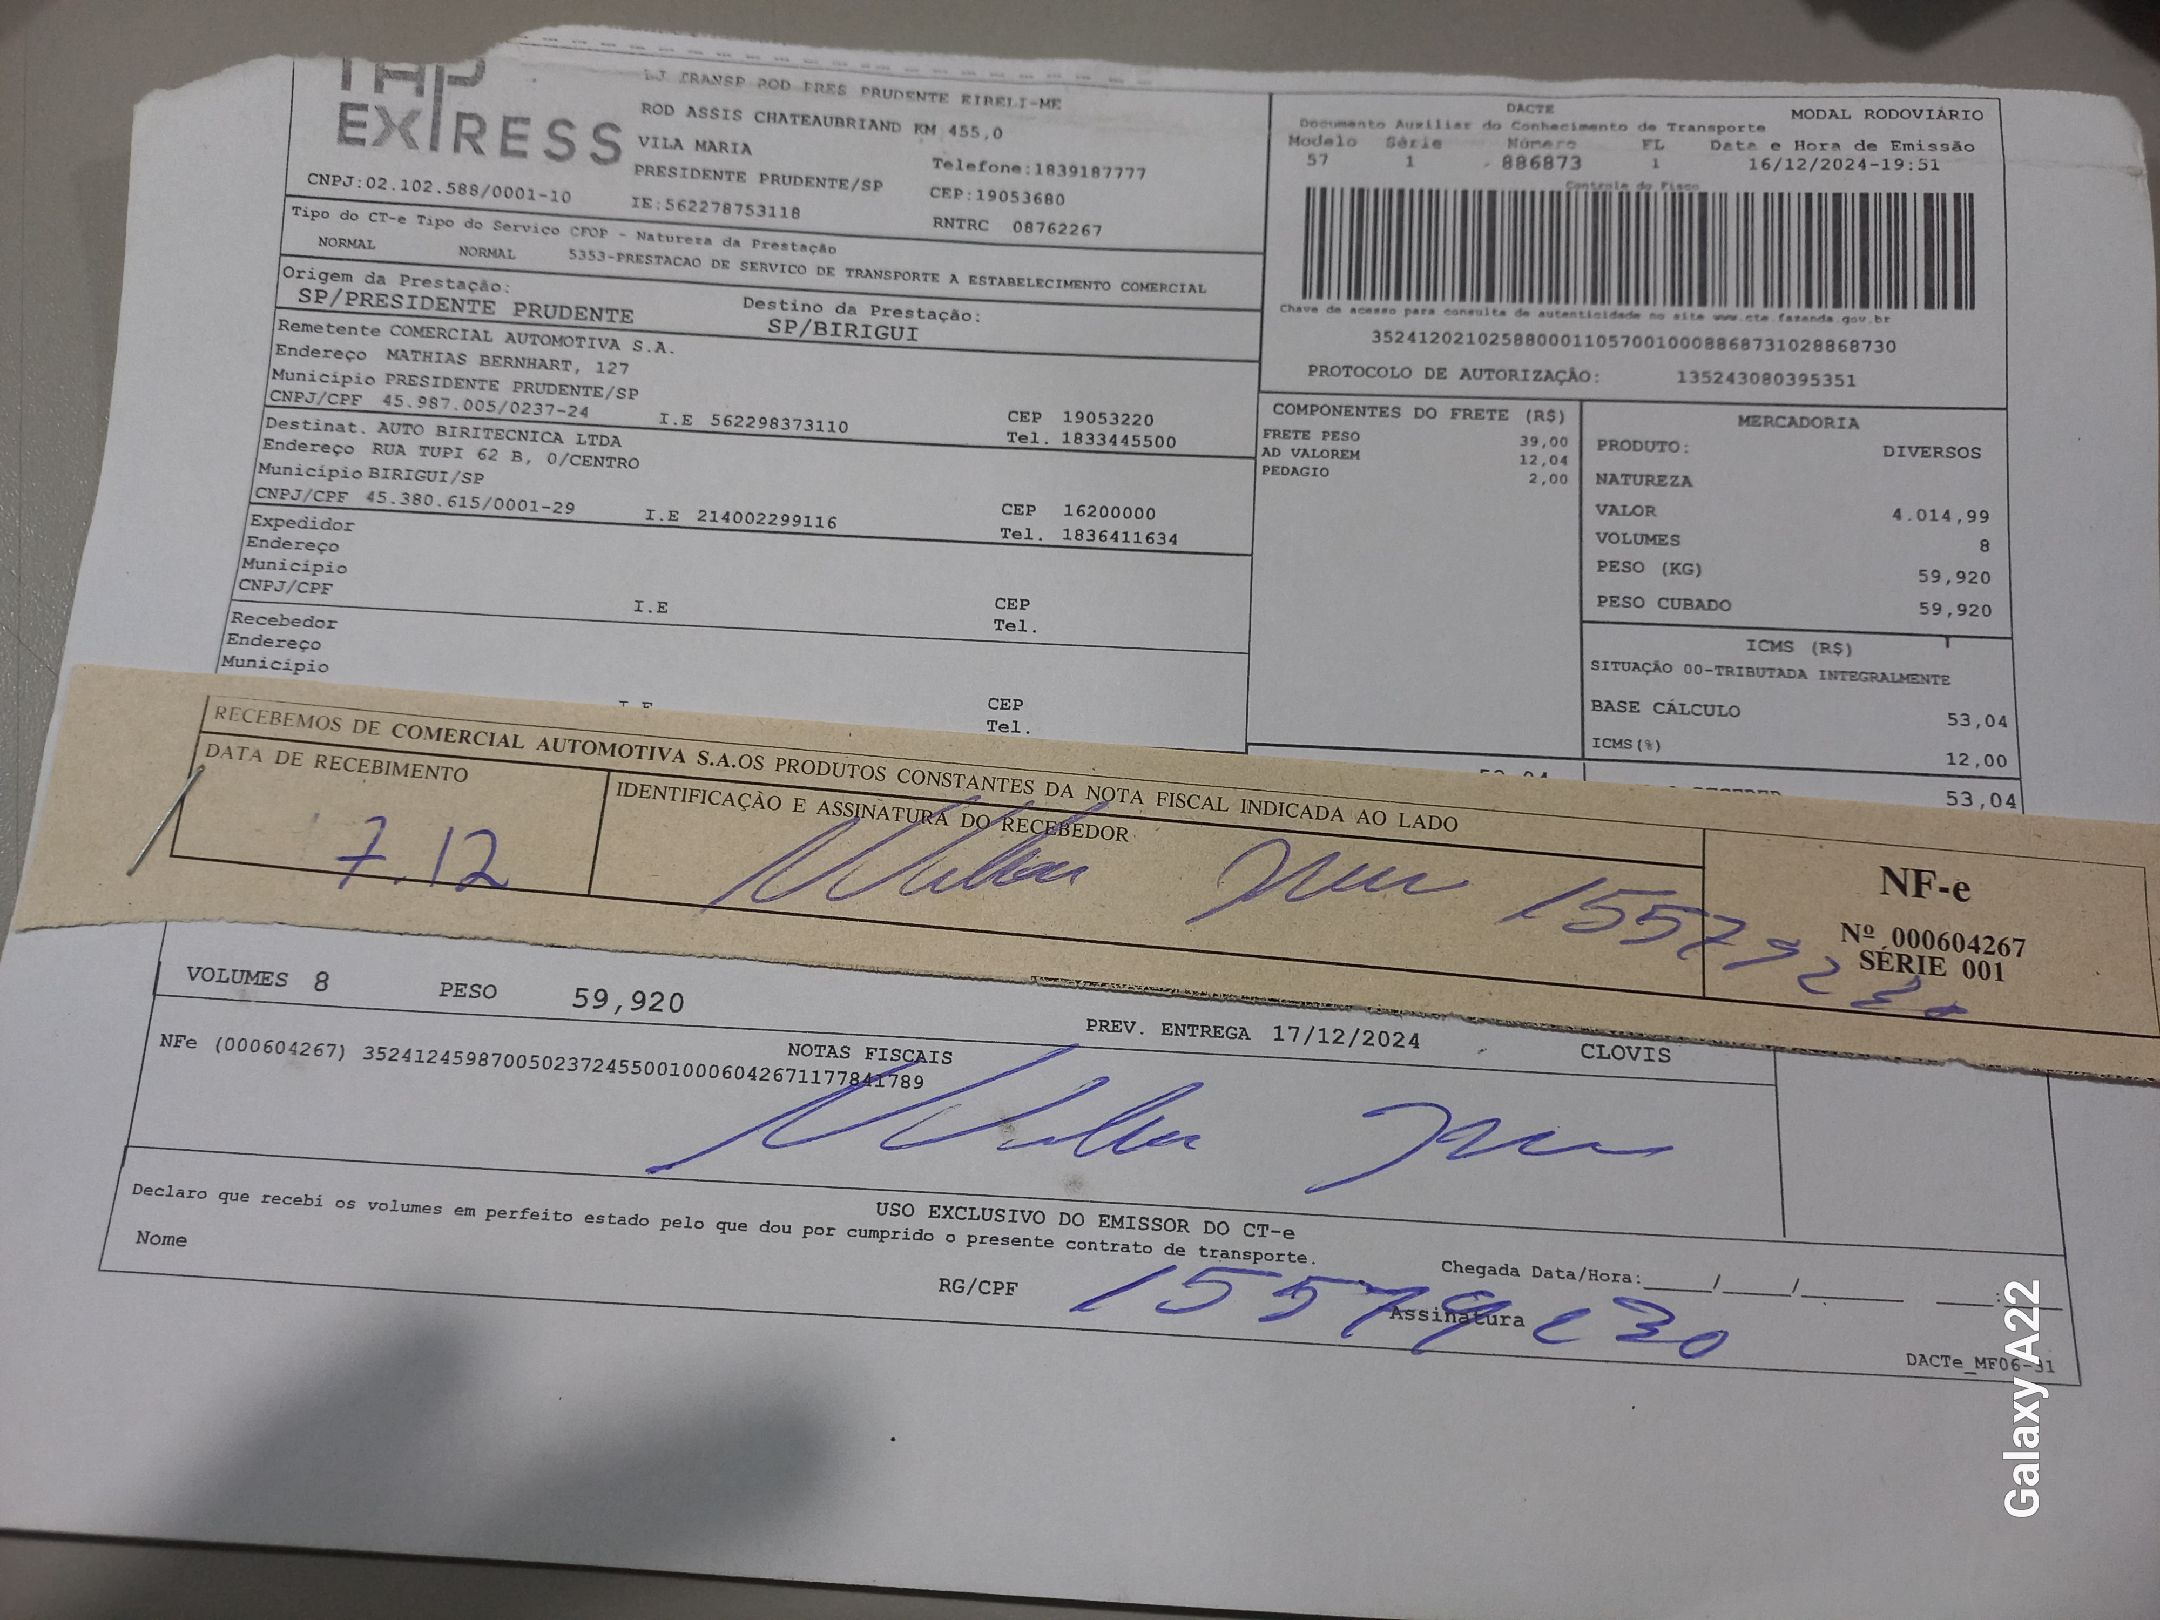 TAP
EXPRESS
LJ TRANSP ROD PRES PRUDENTE EIRELI-ME
ROD ASSIS CHATEAUBRIAND KM 455,0
VILA MARIA
Telefone:1839187777
PRESIDENTE PRUDENTE/SP
CEP:19053680
CNPJ:02.102.588/0001-10
IE:562278753118
RNTRC 08762267
Tipo do CT-e Tipo do Serviço CFOP - Natureza da Prestação
NORMAL NORMAL 5353-PRESTACAO DE SERVICO DE TRANSPORTE A ESTABELECIMENTO COMERCIAL
Origem da Prestação: Destino da Prestação:
SP/PRESIDENTE PRUDENTE SP/BIRIGUI
Remetente COMERCIAL AUTOMOTIVA S.A.
Endereço MATHIAS BERNHART, 127
Município PRESIDENTE PRUDENTE/SP CEP 19053220
CNPJ/CPF 45.987.005/0237-24 I.E 562298373110 Tel. 1833445500
Destinat. AUTO BIRITECNICA LTDA
Endereço RUA TUPI 62 B, 0/CENTRO
Município BIRIGUI/SP CEP 16200000
CNPJ/CPF 45.380.615/0001-29 I.E 214002299116 Tel. 1836411634
Expedidor
Endereço
Município CEP
CNPJ/CPF I.E Tel.
Recebedor
Endereço
Município CEP
Tel.
DACTE MODAL RODOVIÁRIO
Documento Auxiliar do Conhecimento de Transporte
Modelo Série Número FL Data e Hora de Emissão
57 1 886873 1 16/12/2024-19:51
Controle do Fisco
Chave de acesso para consulta de autenticidade no site www.cte.fazenda.gov.br
35241202102588000110570010008868731028868730
PROTOCOLO DE AUTORIZAÇÃO: 135243080395351
COMPONENTES DO FRETE (R$)
FRETE PESO 39,00
AD VALOREM 12,04
PEDAGIO 2,00
MERCADORIA
PRODUTO: DIVERSOS
NATUREZA
VALOR 4.014,99
VOLUMES 8
PESO (KG) 59,920
PESO CUBADO 59,920
ICMS (R$)
SITUAÇÃO 00-TRIBUTADA INTEGRALMENTE
BASE CÁLCULO 53,04
ICMS(%) 12,00
53,04
RECEBEMOS DE COMERCIAL AUTOMOTIVA S.A.OS PRODUTOS CONSTANTES DA NOTA FISCAL INDICADA AO LADO
DATA DE RECEBIMENTO IDENTIFICAÇÃO E ASSINATURA DO RECEBEDOR
7.12
NF-e
Nº 000604267
SÉRIE 001
VOLUMES 8 PESO 59,920 PREV. ENTREGA 17/12/2024 CLOVIS
NOTAS FISCAIS
NFe (000604267) 35241245987005023724550010006042671177841789
USO EXCLUSIVO DO EMISSOR DO CT-e
Declaro que recebi os volumes em perfeito estado pelo que dou por cumprido o presente contrato de transporte.
Nome RG/CPF Assinatura Chegada Data/Hora:____/____/______ ___:___
DACTe_MF06-31
Galaxy A22